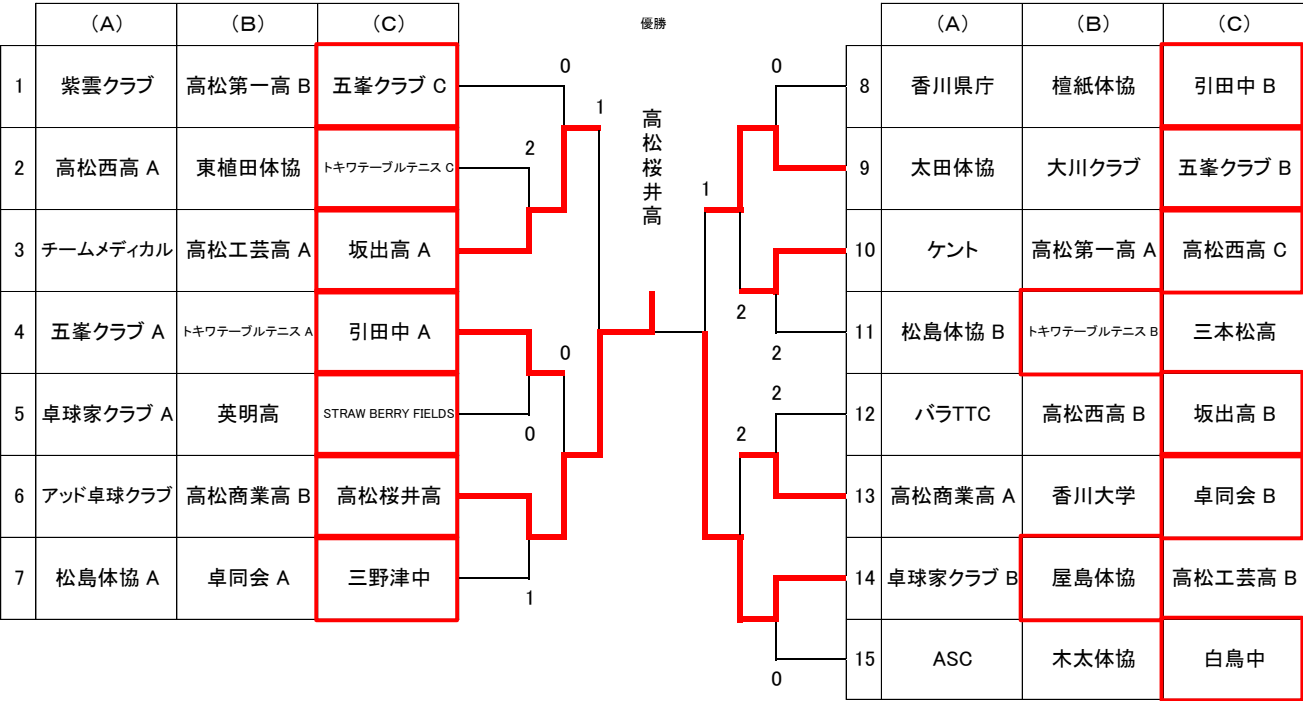 (A) (B) (C)
1 紫雲クラブ 高松第一高 B 五峯クラブ C
2 高松西高 A 東植田体協 トキワテーブルテニス C
3 チームメディカル 高松工芸高 A 坂出高 A
4 五峯クラブ A トキワテーブルテニス A 引田中 A
5 卓球家クラブ A 英明高 STRAW BERRY FIELDS
6 アッド卓球クラブ 高松商業高 B 高松桜井高
7 松島体協 A 卓同会 A 三野津中
0
1
2
0
0
1
優勝
高松桜井高
0
1
2
2
2
2
0
(A) (B) (C)
8 香川県庁 檀紙体協 引田中 B
9 太田体協 大川クラブ 五峯クラブ B
10 ケント 高松第一高 A 高松西高 C
11 松島体協 B トキワテーブルテニス B 三本松高
12 バラTTC 高松西高 B 坂出高 B
13 高松商業高 A 香川大学 卓同会 B
14 卓球家クラブ B 屋島体協 高松工芸高 B
15 ASC 木太体協 白鳥中